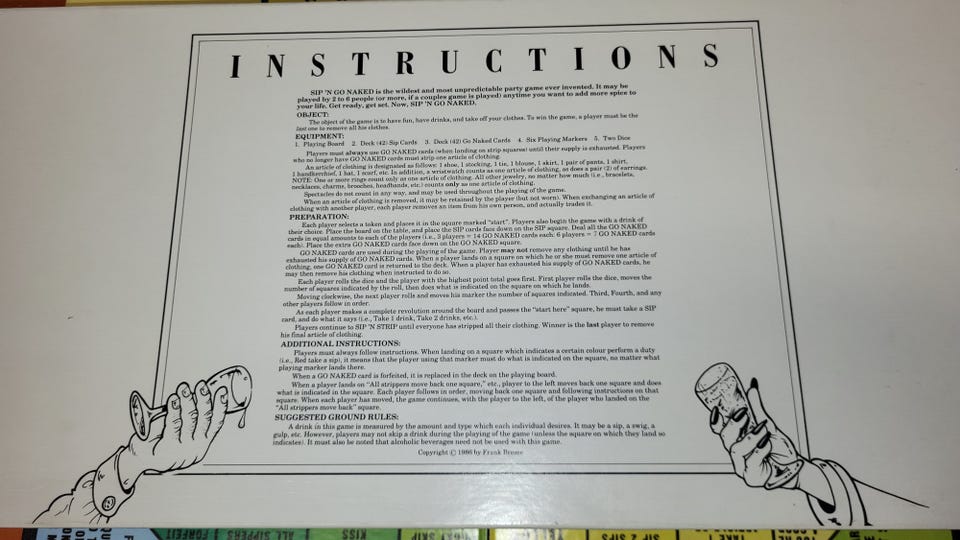 INSTRUCTIONS
SIP 'N GO NAKED is the wildest and most unpredictable party game ever invented. It may be
played by 2 to 6 people (or more, if a couples game is played) anytime you want to add more spice to
your life. Get ready, get set. Now, SIP 'N GO NAKED.
OBJECT:
The object of the game is to have fun, have drinks, and take off your clothes. To win the game, a player must be the
last one to remove all his clothes.
EQUIPMENT:
1. Playing Board 2. Deck (42) Sip Cards 3. Deck (42) Go Naked Cards 4. Six Playing Markers 5. Two Dice
Players must always use GO NAKED cards (when landing on strip squares) until their supply is exhausted. Players
who no longer have GO NAKED cards must strip one article of clothing.
An article of clothing is designated as follows: 1 shoe, 1 stocking, 1 tie, 1 blouse, 1 skirt, 1 pair of pants, 1 shirt,
1 handkerchief, 1 hat, 1 scarf, etc. In addition, a wristwatch counts as one article of clothing, as does a pair (2) of earrings.
NOTE: One or more rings count only as one article of clothing. All other jewelry, no matter how much (i.e., bracelets,
necklaces, charms, brooches, headbands, etc.) counts only as one article of clothing.
Spectacles do not count in any way, and may be used throughout the playing of the game.
When an article of clothing is removed, it may be retained by the player (but not worn). When exchanging an article of
clothing with another player, each player removes an item from his own person, and actually trades it.
PREPARATION:
Each player selects a token and places it in the square marked "start". Players also begin the game with a drink of
their choice. Place the board on the table, and place the SIP cards face down on the SIP square. Deal all the GO NAKED
cards in equal amounts to each of the players (i.e., 3 players = 14 GO NAKED cards each: 6 players = 7 GO NAKED cards
each). Place the extra GO NAKED cards face down on the GO NAKED square.
GO NAKED cards are used during the playing of the game. Player may not remove any clothing until he has
exhausted his supply of GO NAKED cards. When a player lands on a square on which he or she must remove one article of
clothing, one GO NAKED card is returned to the deck. When a player has exhausted his supply of GO NAKED cards, he
may then remove his clothing when instructed to do so.
Each player rolls the dice and the player with the highest point total goes first. First player rolls the dice, moves the
number of squares indicated by the roll, then does what is indicated on the square on which he lands.
Moving clockwise, the next player rolls and moves his marker the number of squares indicated. Third, Fourth, and any
other players follow in order.
As each player makes a complete revolution around the board and passes the "start here" square, he must take a SIP
card, and do what it says (i.e., Take 1 drink, Take 2 drinks, etc.).
Players continue to SIP 'N STRIP until everyone has stripped all their clothing. Winner is the last player to remove
his final article of clothing.
ADDITIONAL INSTRUCTIONS:
Players must always follow instructions. When landing on a square which indicates a certain colour perform a duty
(i.e., Red take a sip), it means that the player using that marker must do what is indicated on the square, no matter what
playing marker lands there.
When a GO NAKED card is forfeited, it is replaced in the deck on the playing board.
When a player lands on "All strippers move back one square," etc., player to the left moves back one square and does
what is indicated in the square. Each player follows in order, moving back one square and following instructions on that
square. When each player has moved, the game continues, with the player to the left, of the player who landed on the
"All strippers move back" square.
SUGGESTED GROUND RULES:
A drink in this game is measured by the amount and type which each individual desires. It may be a sip, a swig, a
gulp, etc. However, players may not skip a drink during the playing of the game (unless the square on which they land so
indicates). It must also be noted that alcoholic beverages need not be used with this game.
Copyright © 1986 by Frank
FORFEIT
ALL SIPPERS
KISS
SIP 2 SIPS
TAKE 1
YOU'RE